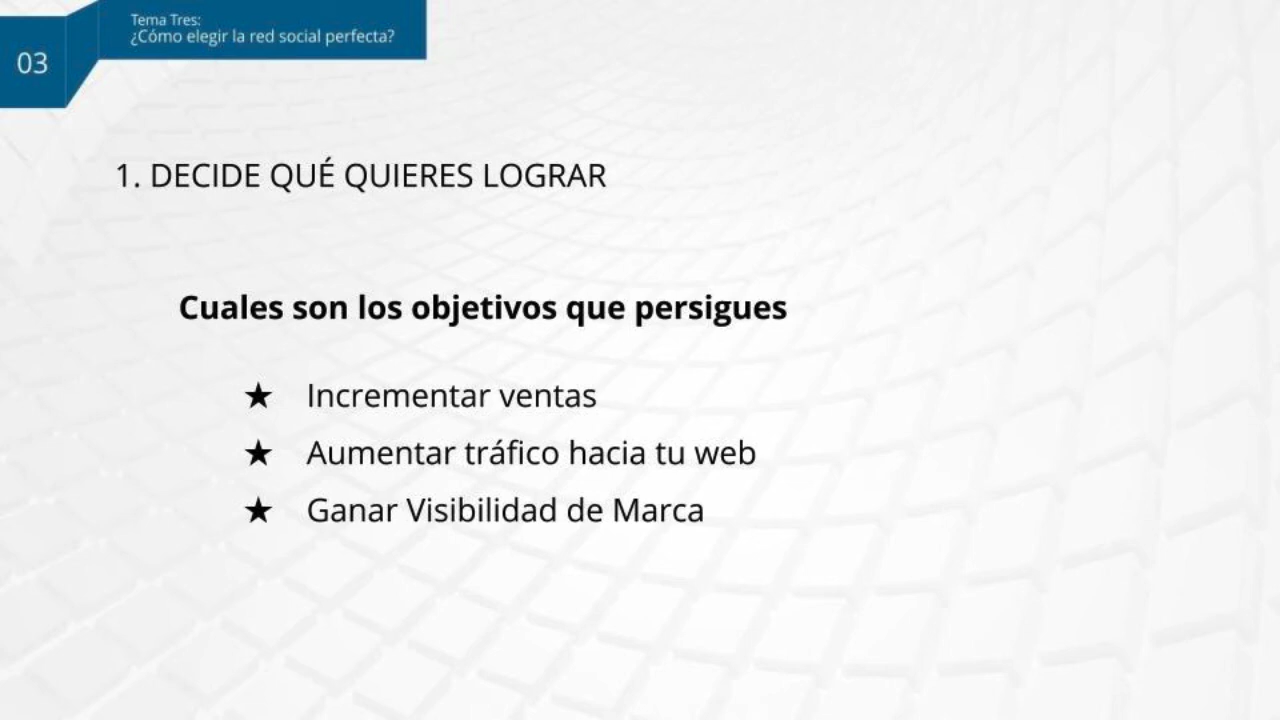 Tema Tres:
¿Cómo elegir la red social perfecta?
03
1. DECIDE QUÉ QUIERES LOGRAR
Cuales son los objetivos que persigues
★ Incrementar ventas
★ Aumentar tráfico hacia tu web
★ Ganar Visibilidad de Marca